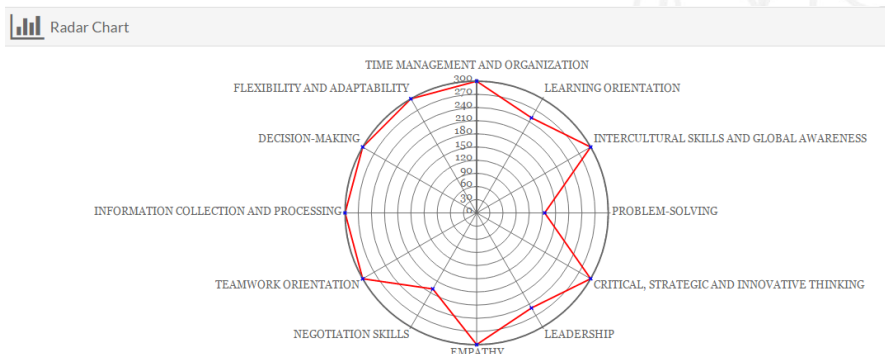 Radar Chart
TIME MANAGEMENT AND ORGANIZATION
FLEXIBILITY AND ADAPTABILITY
LEARNING ORIENTATION
DECISION-MAKING
INTERCULTURAL SKILLS AND GLOBAL AWARENESS
INFORMATION COLLECTION AND PROCESSING
PROBLEM-SOLVING
TEAMWORK ORIENTATION
CRITICAL, STRATEGIC AND INNOVATIVE THINKING
NEGOTIATION SKILLS
LEADERSHIP
EMPATHY
300
270
240
210
180
150
120
90
60
30
0